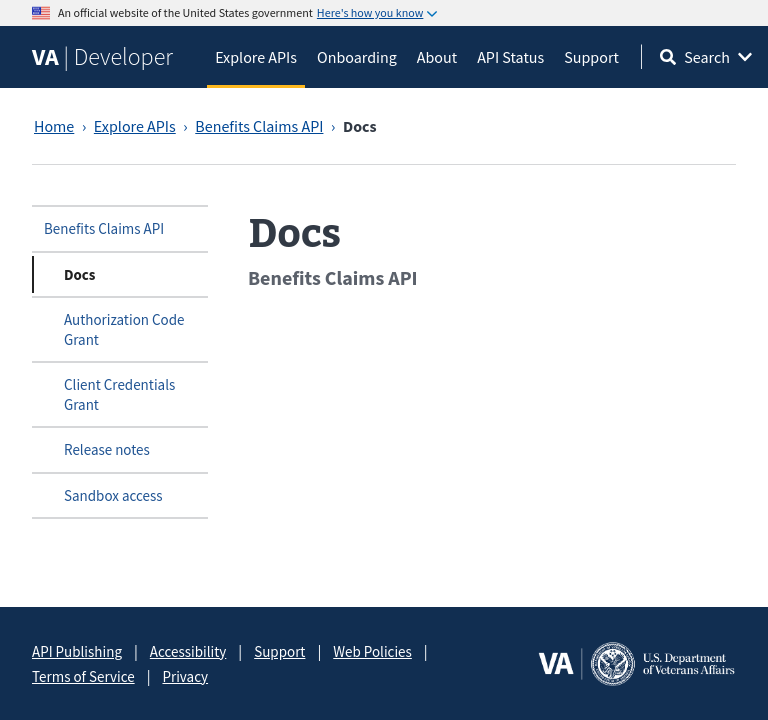 An official website of the United States government Here's how you know
VA | Developer
Explore APIs Onboarding About API Status Support Search
Home › Explore APIs › Benefits Claims API › Docs
Benefits Claims API
Docs
Authorization Code
Grant
Client Credentials
Grant
Release notes
Sandbox access
Docs
Benefits Claims API
API Publishing | Accessibility | Support | Web Policies |
Terms of Service | Privacy
VA
U.S. Department
of Veterans Affairs